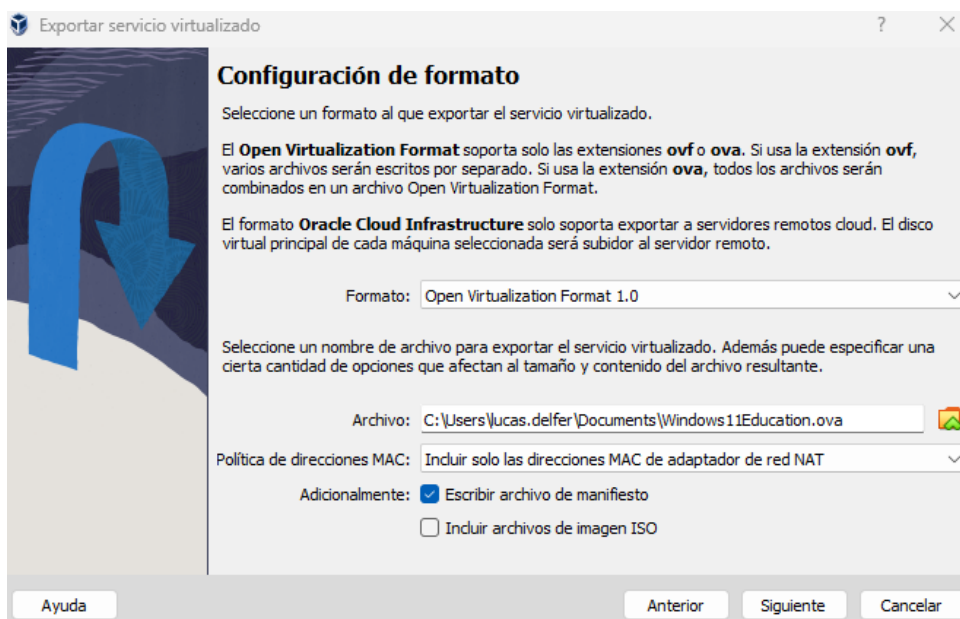 Exportar servicio virtualizado
Configuración de formato
Seleccione un formato al que exportar el servicio virtualizado.
El Open Virtualization Format soporta solo las extensiones ovf o ova. Si usa la extensión ovf,
varios archivos serán escritos por separado. Si usa la extensión ova, todos los archivos serán
combinados en un archivo Open Virtualization Format.
El formato Oracle Cloud Infrastructure solo soporta exportar a servidores remotos cloud. El disco
virtual principal de cada máquina seleccionada será subidor al servidor remoto.
Formato: Open Virtualization Format 1.0
Seleccione un nombre de archivo para exportar el servicio virtualizado. Además puede especificar una
cierta cantidad de opciones que afectan al tamaño y contenido del archivo resultante.
Archivo: C:\Users\lucas.delfer\Documents\Windows11Education.ova
Política de direcciones MAC: Incluir solo las direcciones MAC de adaptador de red NAT
Adicionalmente: Escribir archivo de manifiesto
Incluir archivos de imagen ISO
Ayuda Anterior Siguiente Cancelar